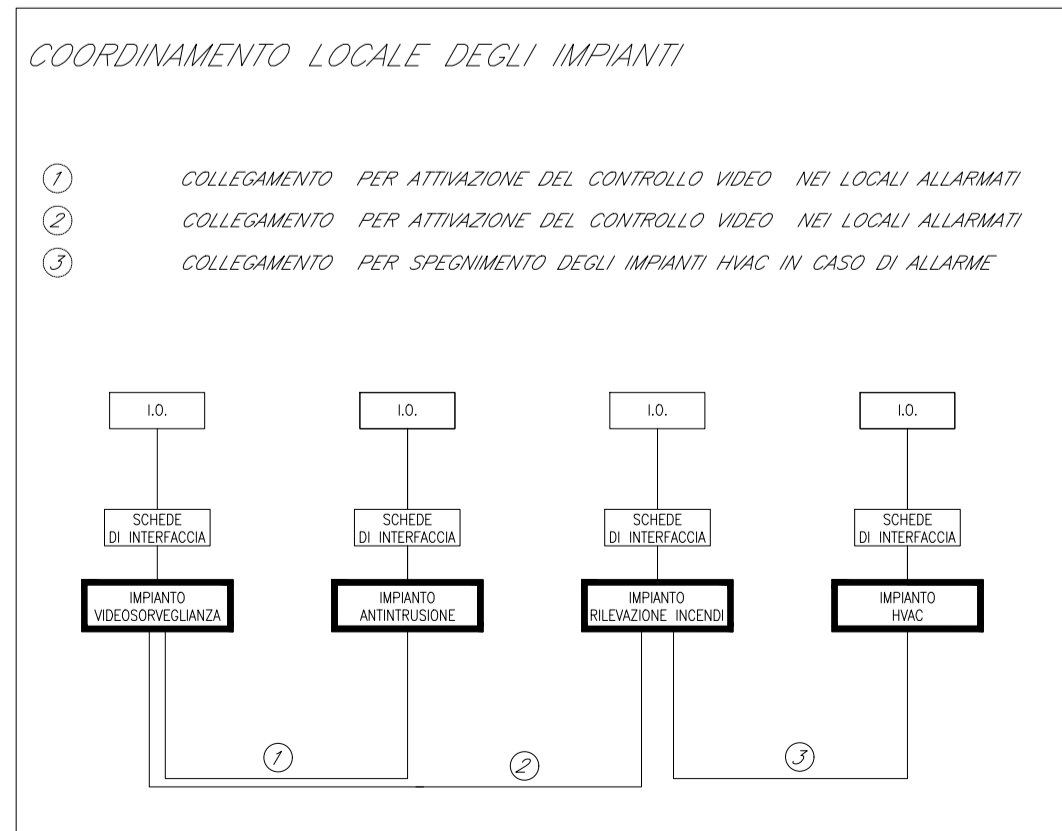 COORDINAMENTO LOCALE DEGLI IMPIANTI
1 COLLEGAMENTO PER ATTIVAZIONE DEL CONTROLLO VIDEO NEI LOCALI ALLARMATI
2 COLLEGAMENTO PER ATTIVAZIONE DEL CONTROLLO VIDEO NEI LOCALI ALLARMATI
3 COLLEGAMENTO PER SPEGNIMENTO DEGLI IMPIANTI HVAC IN CASO DI ALLARME
I.O.
I.O.
I.O.
I.O.
SCHEDE
DI INTERFACCIA
SCHEDE
DI INTERFACCIA
SCHEDE
DI INTERFACCIA
SCHEDE
DI INTERFACCIA
IMPIANTO
VIDEOSORVEGLIANZA
IMPIANTO
ANTINTRUSIONE
IMPIANTO
RILEVAZIONE INCENDI
IMPIANTO
HVAC
1
2
3